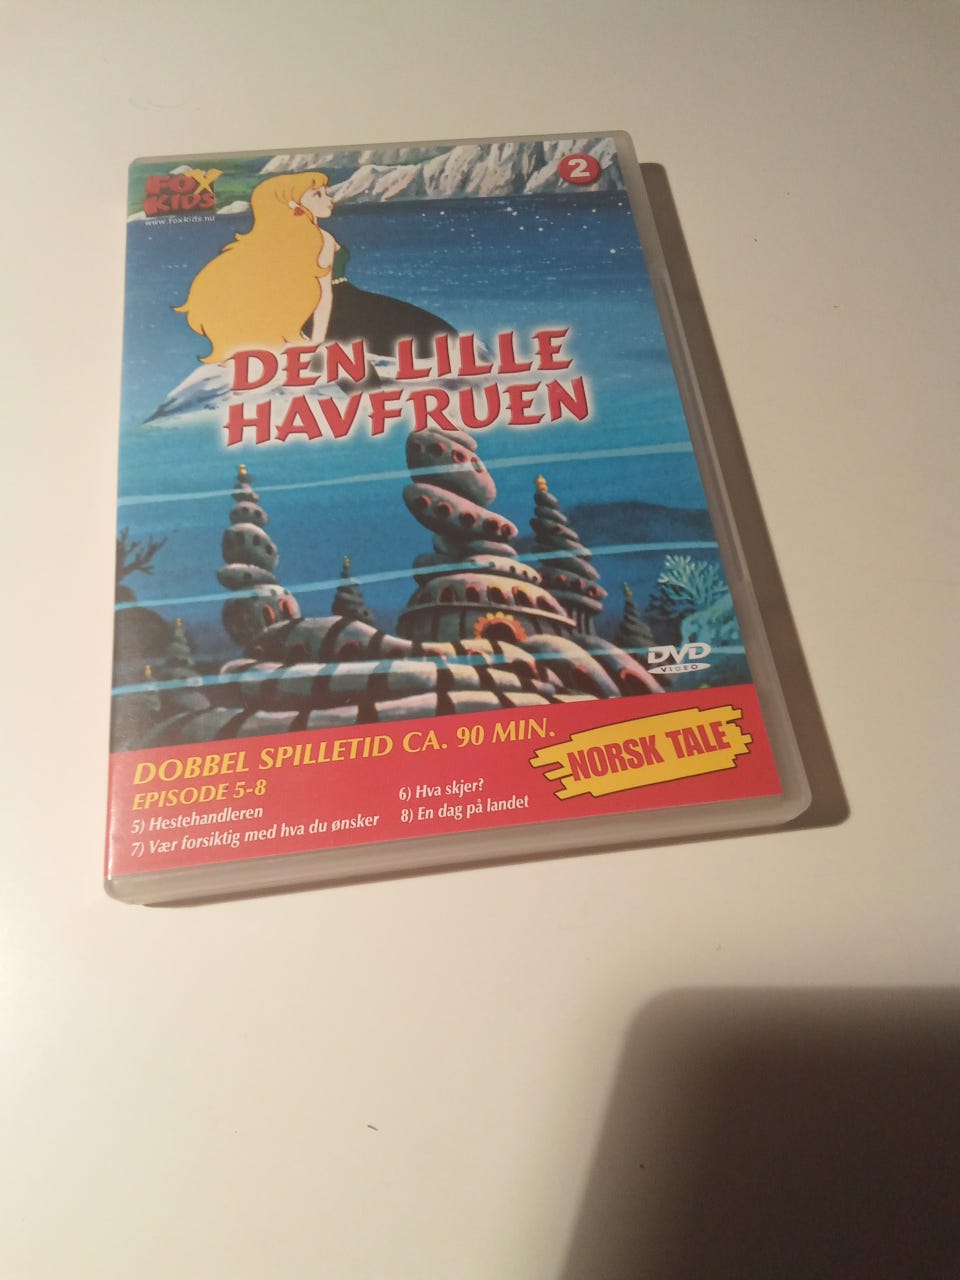 FOX
KIDS
www.foxkids.nu
2
DEN LILLE
HAVFRUEN
DVD
VIDEO
DOBBEL SPILLETID CA. 90 MIN.
EPISODE 5-8
5) Hestehandleren
6) Hva skjer?
7) Vær forsiktig med hva du ønsker
8) En dag på landet
NORSK TALE